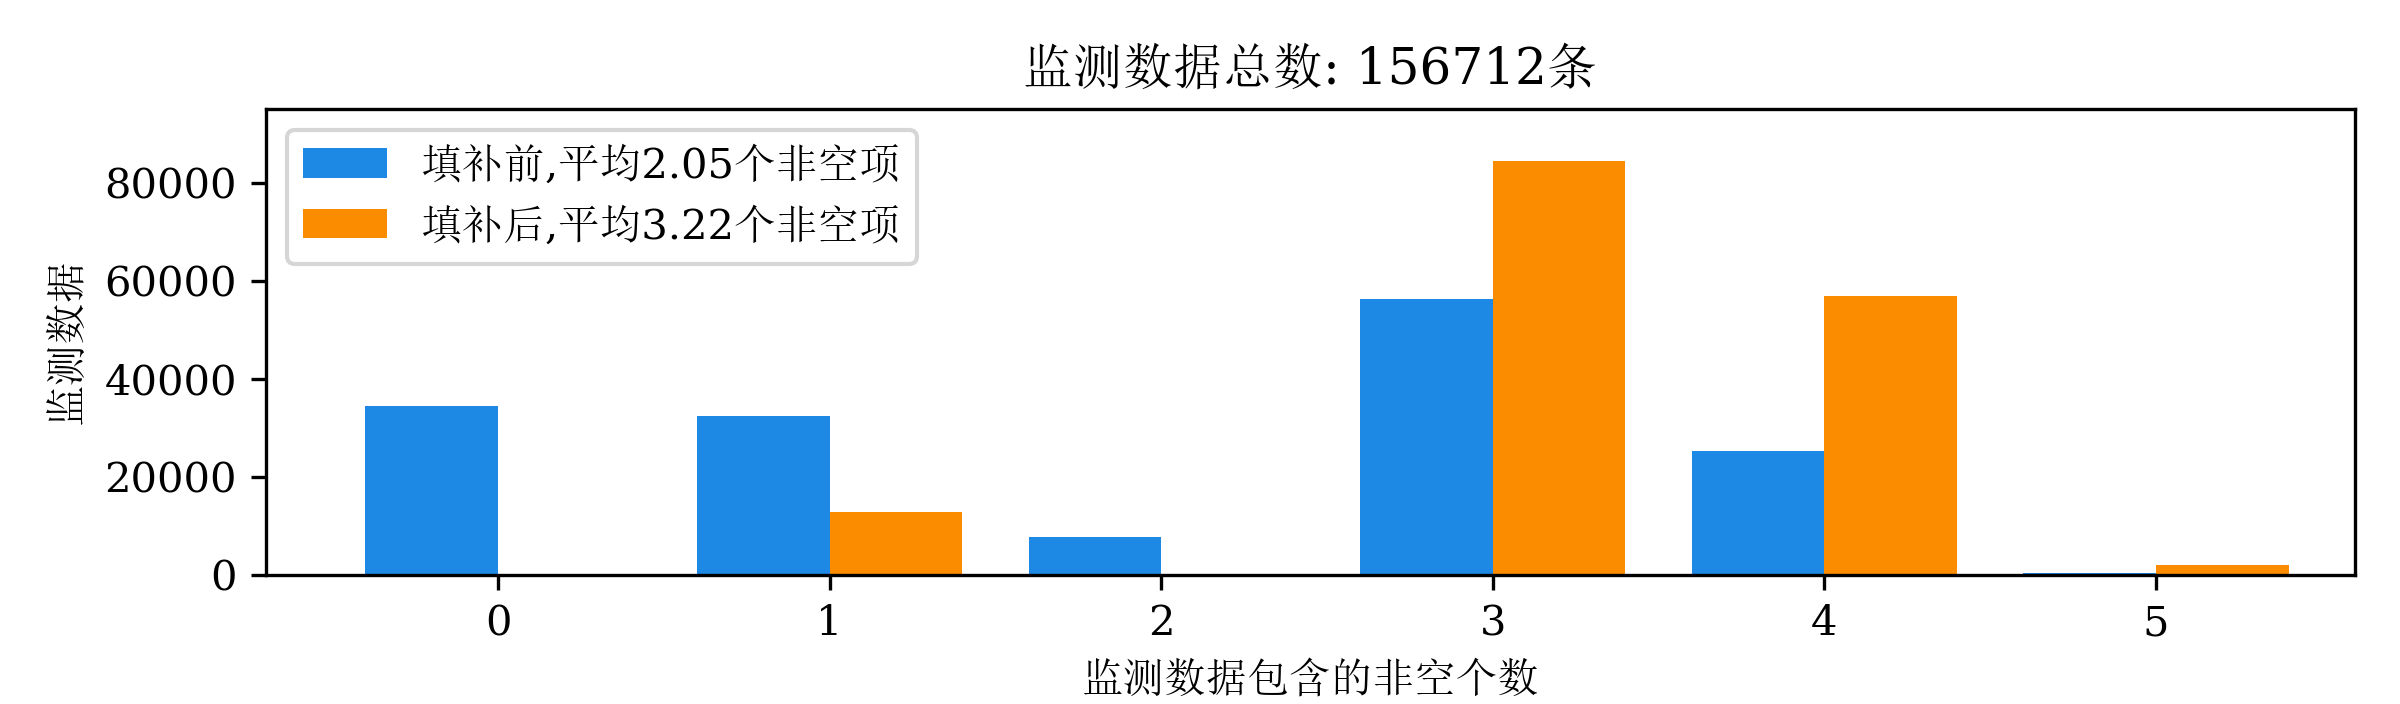 监测数据总数: 156712条
填补前,平均2.05个非空项
填补后,平均3.22个非空项
监测数据
80000
60000
40000
20000
0
0 1 2 3 4 5
监测数据包含的非空个数